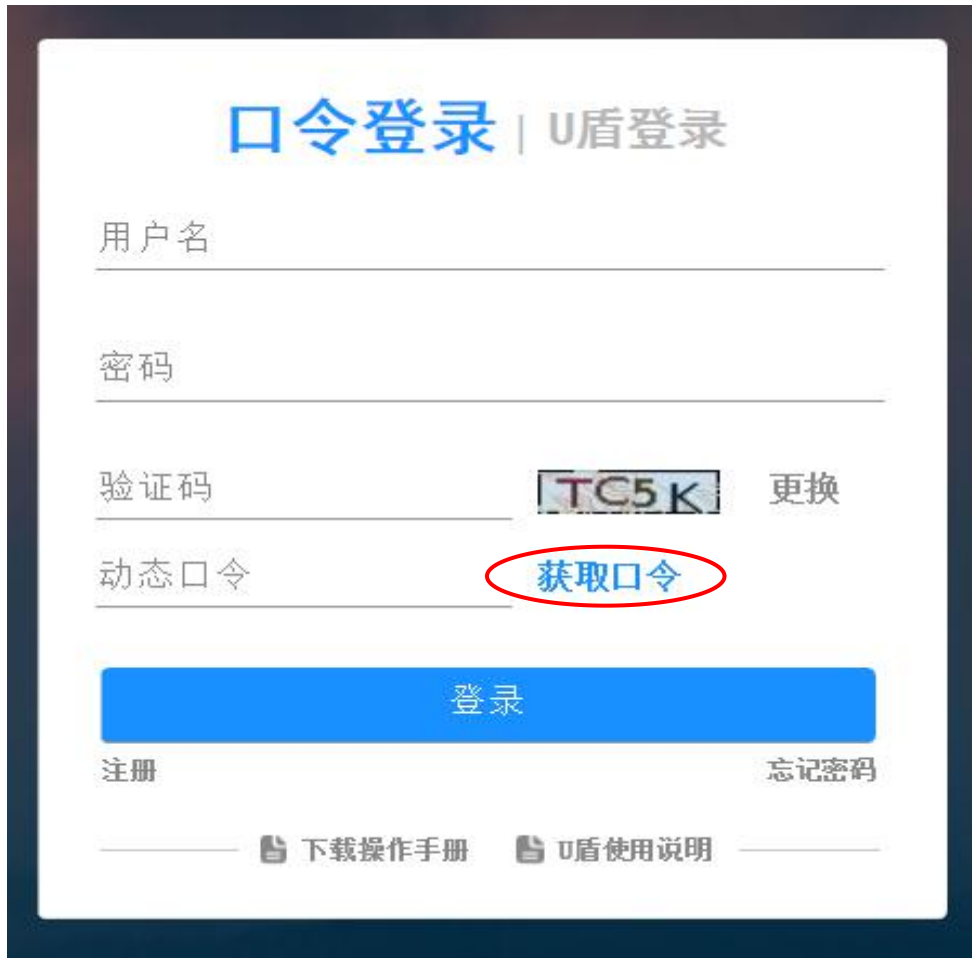 口令登录 | U盾登录
用户名
密码
验证码 TC5K 更换
动态口令 获取口令
登录
注册 忘记密码
下载操作手册 U盾使用说明